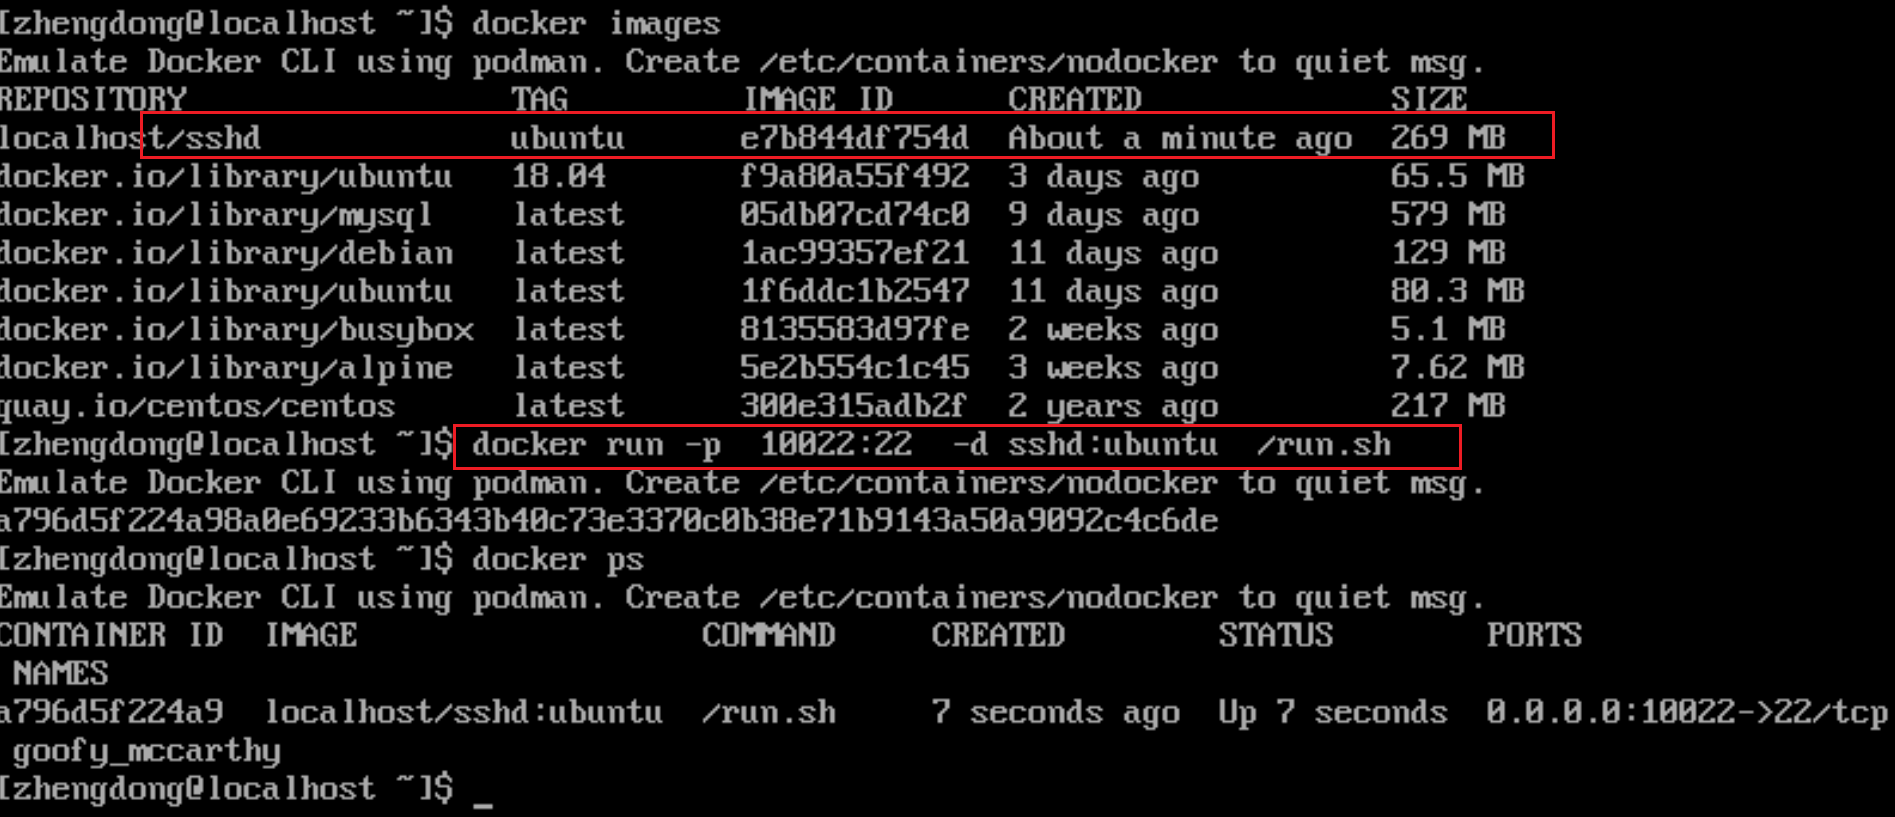 [zhengdong@localhost ~]$ docker images
Emulate Docker CLI using podman. Create /etc/containers/nodocker to quiet msg.
REPOSITORY                 TAG         IMAGE ID      CREATED             SIZE
localhost/sshd             ubuntu      e7b844df754d  About a minute ago  269 MB
docker.io/library/ubuntu   18.04       f9a80a55f492  3 days ago          65.5 MB
docker.io/library/mysql    latest      05db07cd74c0  9 days ago          579 MB
docker.io/library/debian   latest      1ac99357ef21  11 days ago         129 MB
docker.io/library/ubuntu   latest      1f6ddc1b2547  11 days ago         80.3 MB
docker.io/library/busybox  latest      8135583d97fe  2 weeks ago         5.1 MB
docker.io/library/alpine   latest      5e2b554c1c45  3 weeks ago         7.62 MB
quay.io/centos/centos      latest      300e315adb2f  2 years ago         217 MB
[zhengdong@localhost ~]$ docker run -p  10022:22  -d sshd:ubuntu  /run.sh
Emulate Docker CLI using podman. Create /etc/containers/nodocker to quiet msg.
a796d5f224a98a0e69233b6343b40c73e3370c0b38e71b9143a50a9092c4c6de
[zhengdong@localhost ~]$ docker ps
Emulate Docker CLI using podman. Create /etc/containers/nodocker to quiet msg.
CONTAINER ID  IMAGE                  COMMAND     CREATED        STATUS        PORTS
 NAMES
a796d5f224a9  localhost/sshd:ubuntu  /run.sh     7 seconds ago  Up 7 seconds  0.0.0.0:10022->22/tcp
 goofy_mccarthy
[zhengdong@localhost ~]$ _